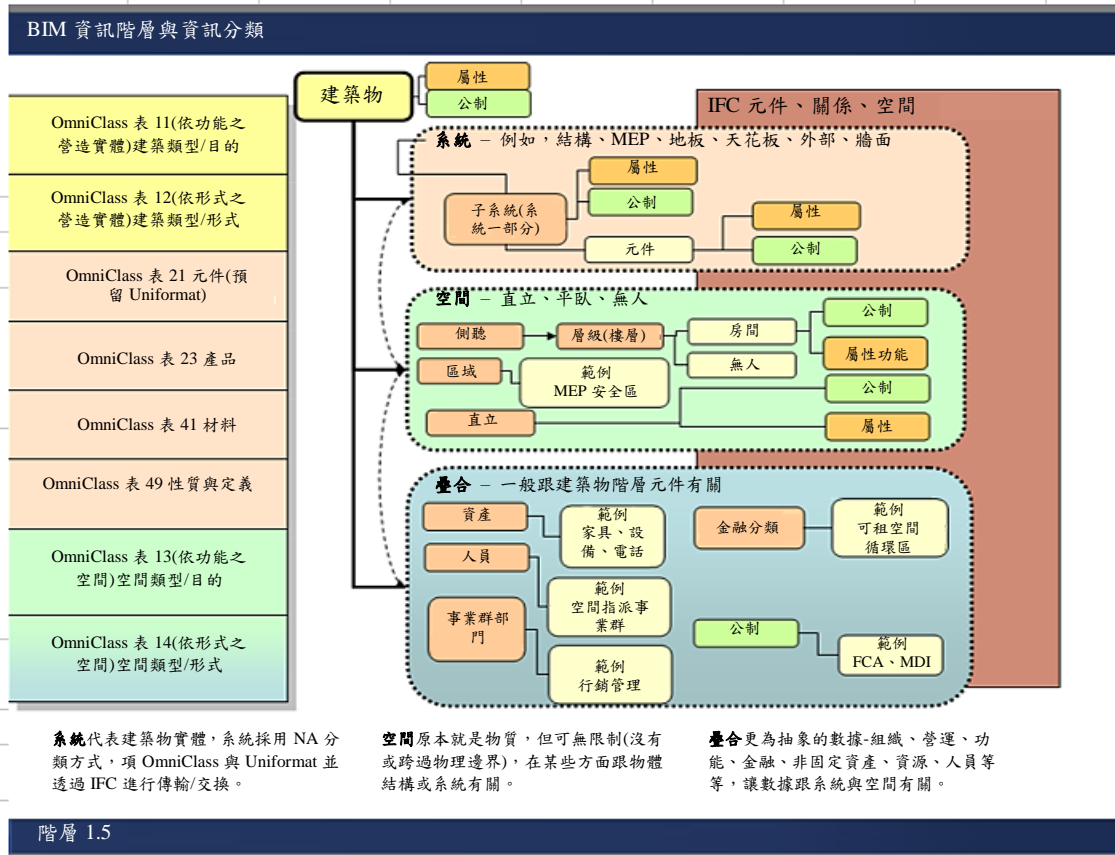 BIM 資訊階層與資訊分類
OmniClass 表 11(依功能之
營造實體)建築類型/目的
OmniClass 表 12(依形式之
營造實體)建築類型/形式
OmniClass 表 21 元件(預
留 Uniformat)
OmniClass 表 23 產品
OmniClass 表 41 材料
OmniClass 表 49 性質與定義
OmniClass 表 13(依功能之
空間)空間類型/目的
OmniClass 表 14(依形式之
空間)空間類型/形式
建築物
屬性
公制
IFC 元件、關係、空間
系統 – 例如，結構、MEP、地板、天花板、外部、牆面
子系統(系
統一部分)
屬性
公制
元件
屬性
公制
空間 – 直立、平臥、無人
側聽
層級(樓層)
房間
無人
公制
屬性功能
區域
範例
MEP 安全區
直立
公制
屬性
疊合 – 一般跟建築物階層元件有關
資產
範例
家具、設
備、電話
人員
範例
空間指派事
業群
事業群部
門
範例
行銷管理
金融分類
範例
可租空間
循環區
公制
範例
FCA、MDI
系統代表建築物實體，系統採用 NA 分
類方式，項 OmniClass 與 Uniformat 並
透過 IFC 進行傳輸/交換。
空間原本就是物質，但可無限制(沒有
或跨過物理邊界)，在某些方面跟物體
結構或系統有關。
疊合更為抽象的數據-組織、營運、功
能、金融、非固定資產、資源、人員等
等，讓數據跟系統與空間有關。
階層 1.5